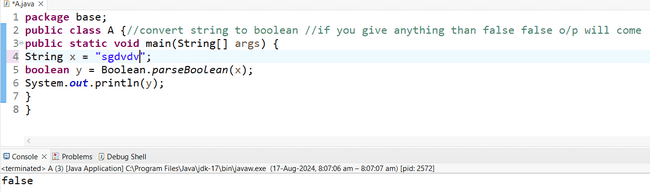 *A.java
1 package base;
2 public class A {//convert string to boolean //if you give anything than false false o/p will come
3 public static void main(String[] args) {
4 String x = "sgdvdv";
5 boolean y = Boolean.parseBoolean(x);
6 System.out.println(y);
7 }
8 }
Console Problems Debug Shell
<terminated> A (3) [Java Application] C:\Program Files\Java\jdk-17\bin\javaw.exe (17-Aug-2024, 8:07:06 am – 8:07:07 am) [pid: 2572]
false